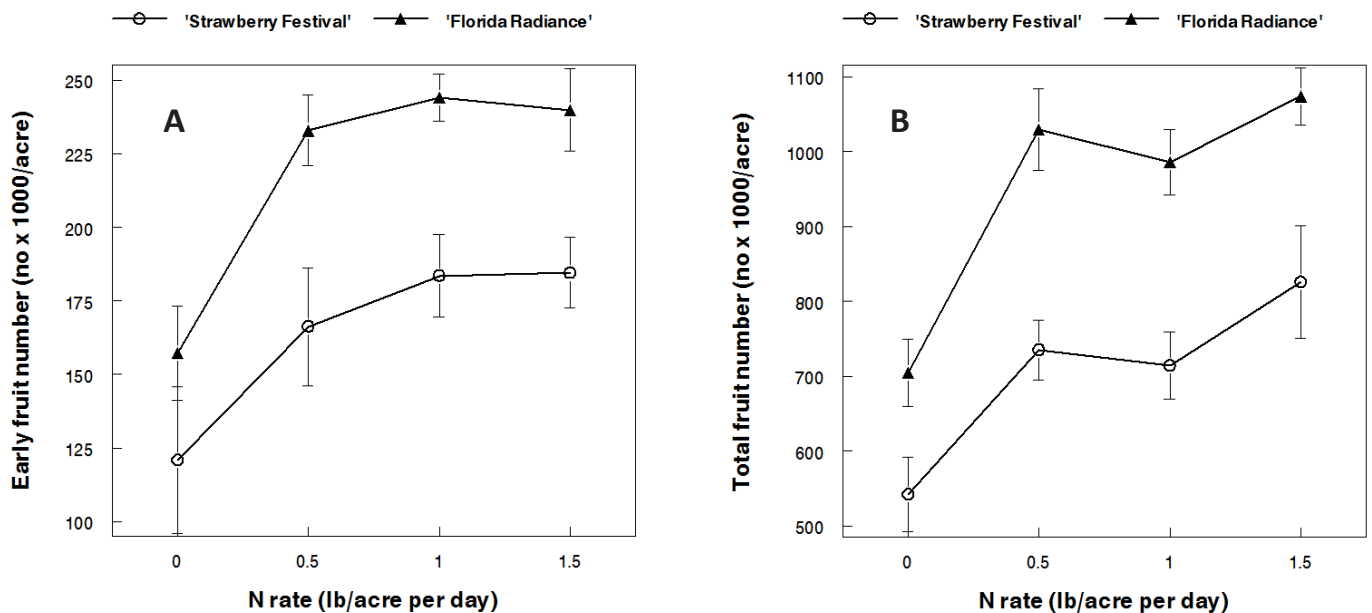 'Strawberry Festival' 'Florida Radiance'
A
Early fruit number (no x 1000/acre)
250
225
200
175
150
125
100
0 0.5 1 1.5
N rate (lb/acre per day)
'Strawberry Festival' 'Florida Radiance'
B
Total fruit number (no x 1000/acre)
1100
1000
900
800
700
600
500
0 0.5 1 1.5
N rate (lb/acre per day)